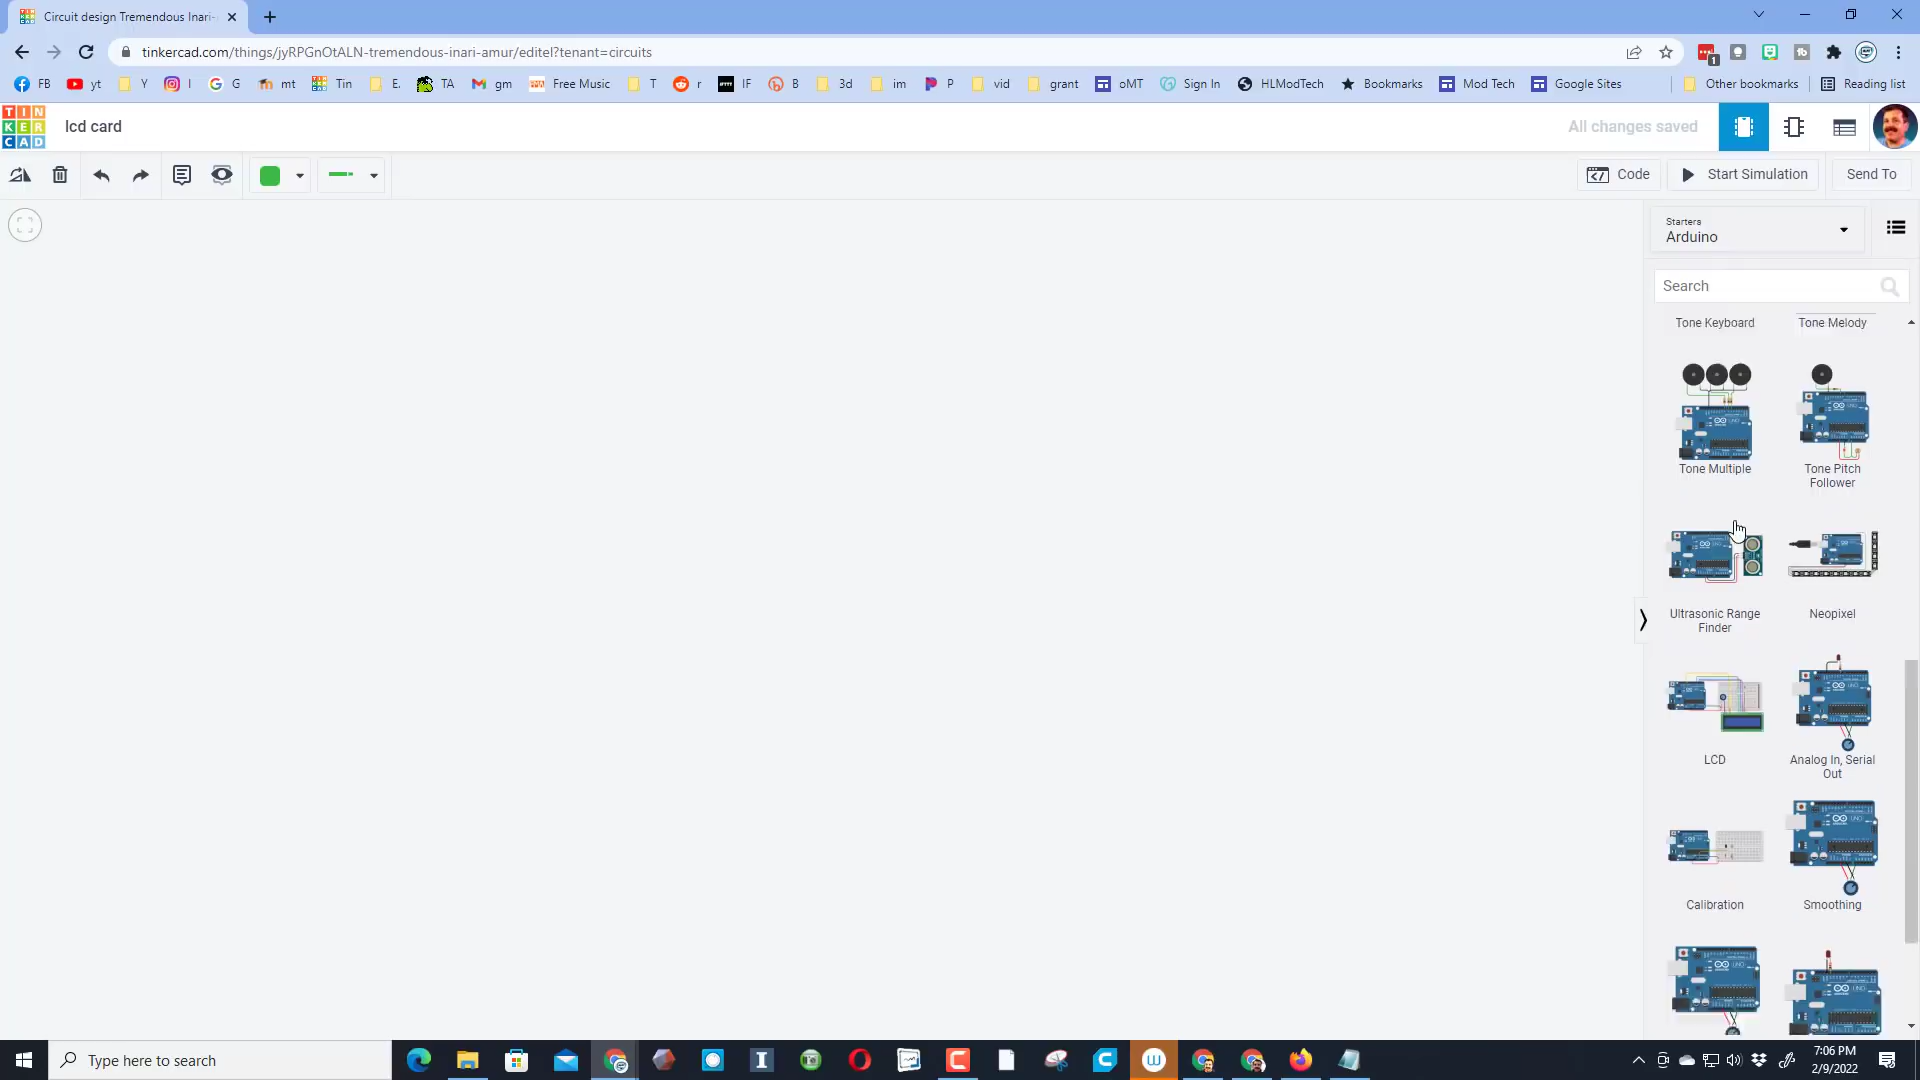 Circuit design Tremendous Inari-
tinkercad.com/things/jyRPGnOtALN-tremendous-inari-amur/editel?tenant=circuits
1
FB yt Y I G mt Tin E. TA gm Free Music T r IF B 3d im P vid grant oMT Sign In HLModTech Bookmarks Mod Tech Google Sites Other bookmarks Reading list
TIN
KER
CAD
lcd card
All changes saved
Code
Start Simulation
Send To
Starters
Arduino
Search
Tone Keyboard
Tone Melody
Tone Multiple
Tone Pitch
Follower
Ultrasonic Range
Finder
Neopixel
LCD
Analog In, Serial
Out
Calibration
Smoothing
Type here to search
7:06 PM
2/9/2022